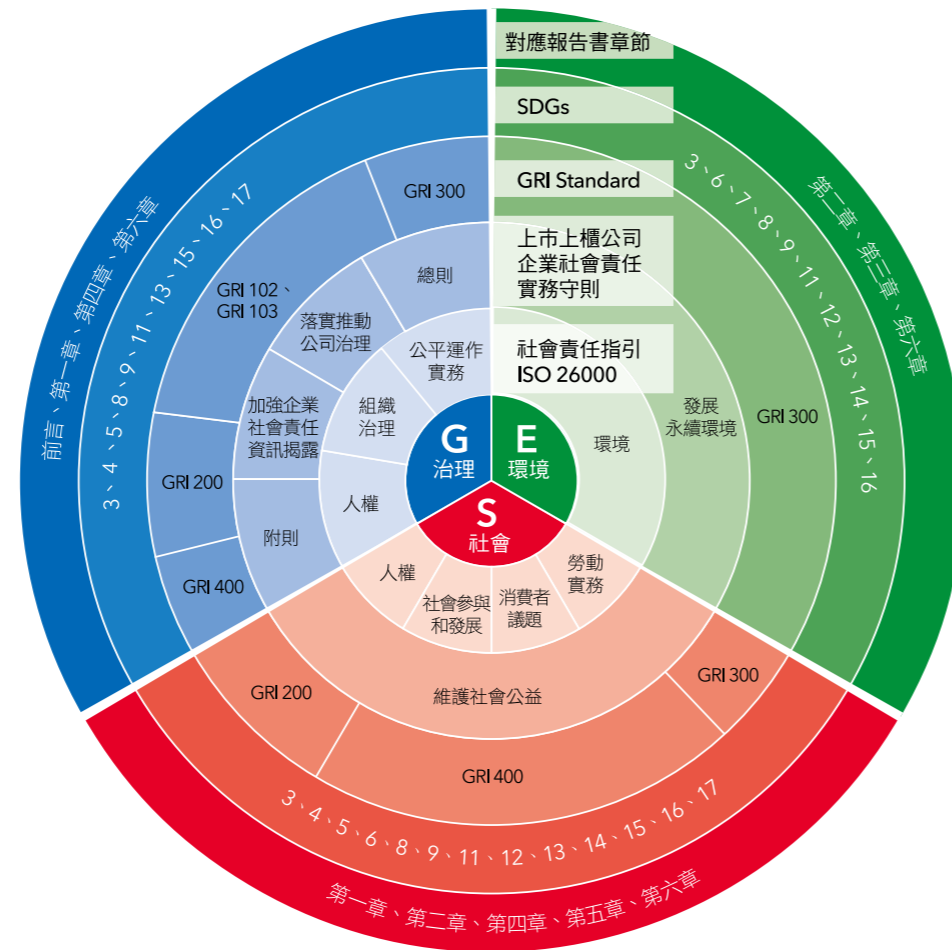 對應報告書章節
SDGs
GRI Standard
上市上櫃公司
企業社會責任
實務守則
社會責任指引
ISO 26000
G
治理
E
環境
S
社會
前言、第一章、第四章、第六章
3、4、5、8、9、11、13、15、16、17
GRI 300
GRI 102、
GRI 103
GRI 200
GRI 400
總則
落實推動
公司治理
加強企業
社會責任
資訊揭露
附則
公平運作
實務
組織
治理
人權
第二章、第三章、第六章
3、6、7、8、9、11、12、13、14、15、16
GRI 300
發展
永續環境
環境
人權
社會參與
和發展
消費者
議題
勞動
實務
維護社會公益
GRI 200
GRI 400
GRI 300
3、4、5、6、8、9、11、12、13、14、15、16、17
第一章、第二章、第四章、第五章、第六章